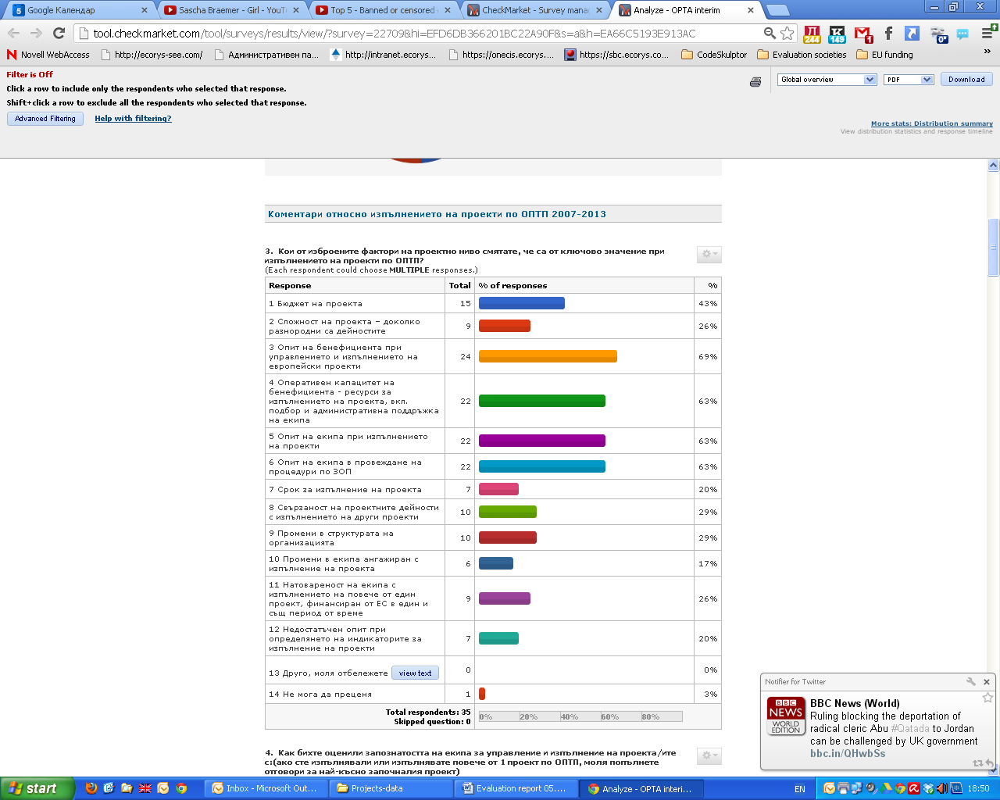 5 Google Календар
Sascha Braemer - Girl - YouT
Top 5 - Banned or censored
CheckMarket - Survey mana
Analyze - OPTA interim
tool.checkmarket.com/tool/surveys/results/view/?survey=22709&hi=EFD6DB366201BC22A90F&s=a&h=EA66C5193E913AC
244
149
1
0*
Novell WebAccess
http://ecorys-see.com/
Административен па...
http://intranet.ecorys...
https://onecis.ecorys....
https://sbc.ecorys.co...
CodeSkulptor
Evaluation societies
EU funding
»
Filter is Off
Click a row to include only the respondents who selected that response.
Shift+click a row to exclude all the respondents who selected that response.
Advanced Filtering Help with filtering?
Global overview PDF Download
More stats: Distribution summary
View distribution statistics and response timeline
Коментари относно изпълнението на проекти по ОПТП 2007-2013
3. Кои от изброените фактори на проектно ниво смятате, че са от ключово значение при
изпълнението на проекти по ОПТП?
(Each respondent could choose MULTIPLE responses.)
Response Total % of responses %
1 Бюджет на проекта 15 43%
2 Сложност на проекта – доколко
разнородни са дейностите 9 26%
3 Опит на бенефициента при
управлението и изпълнението на
европейски проекти 24 69%
4 Оперативен капацитет на
бенефициента - ресурси за
изпълнението на проекта, вкл.
подбор и административна поддръжка
на екипа 22 63%
5 Опит на екипа при изпълнението
на проекти 22 63%
6 Опит на екипа в провеждане на
процедури по ЗОП 22 63%
7 Срок за изпълнение на проекта 7 20%
8 Свързаност на проектните дейности
с изпълнението на други проекти 10 29%
9 Промени в структурата на
организацията 10 29%
10 Промени в екипа ангажиран с
изпълнение на проекта 6 17%
11 Натовареност на екипа с
изпълнението на повече от един
проект, финансиран от ЕС в един и
същ период от време 9 26%
12 Недостатъчен опит при
определянето на индикаторите за
изпълнение на проекти 7 20%
13 Друго, моля отбележете view text 0 0%
14 Не мога да преценя 1 3%
Total respondents: 35
Skipped question: 0
0% 20% 40% 60% 80%
4. Как бихте оценили запознатостта на екипа за управление и изпълнение на проекта/ите
с:(ако сте изпълнявали или изпълнявате повече от 1 проект по ОПТП, моля попълнете
отговори за най-късно започналия проект)
Notifier for Twitter
BBC NEWS WORLD EDITION
BBC News (World)
Ruling blocking the deportation of
radical cleric Abu #Qatada to Jordan
can be challenged by UK government
bbc.in/QHwbSs
start
Inbox - Microsoft Out...
Projects-data
Evaluation report 05....
Analyze - OPTA interi...
EN
18:50